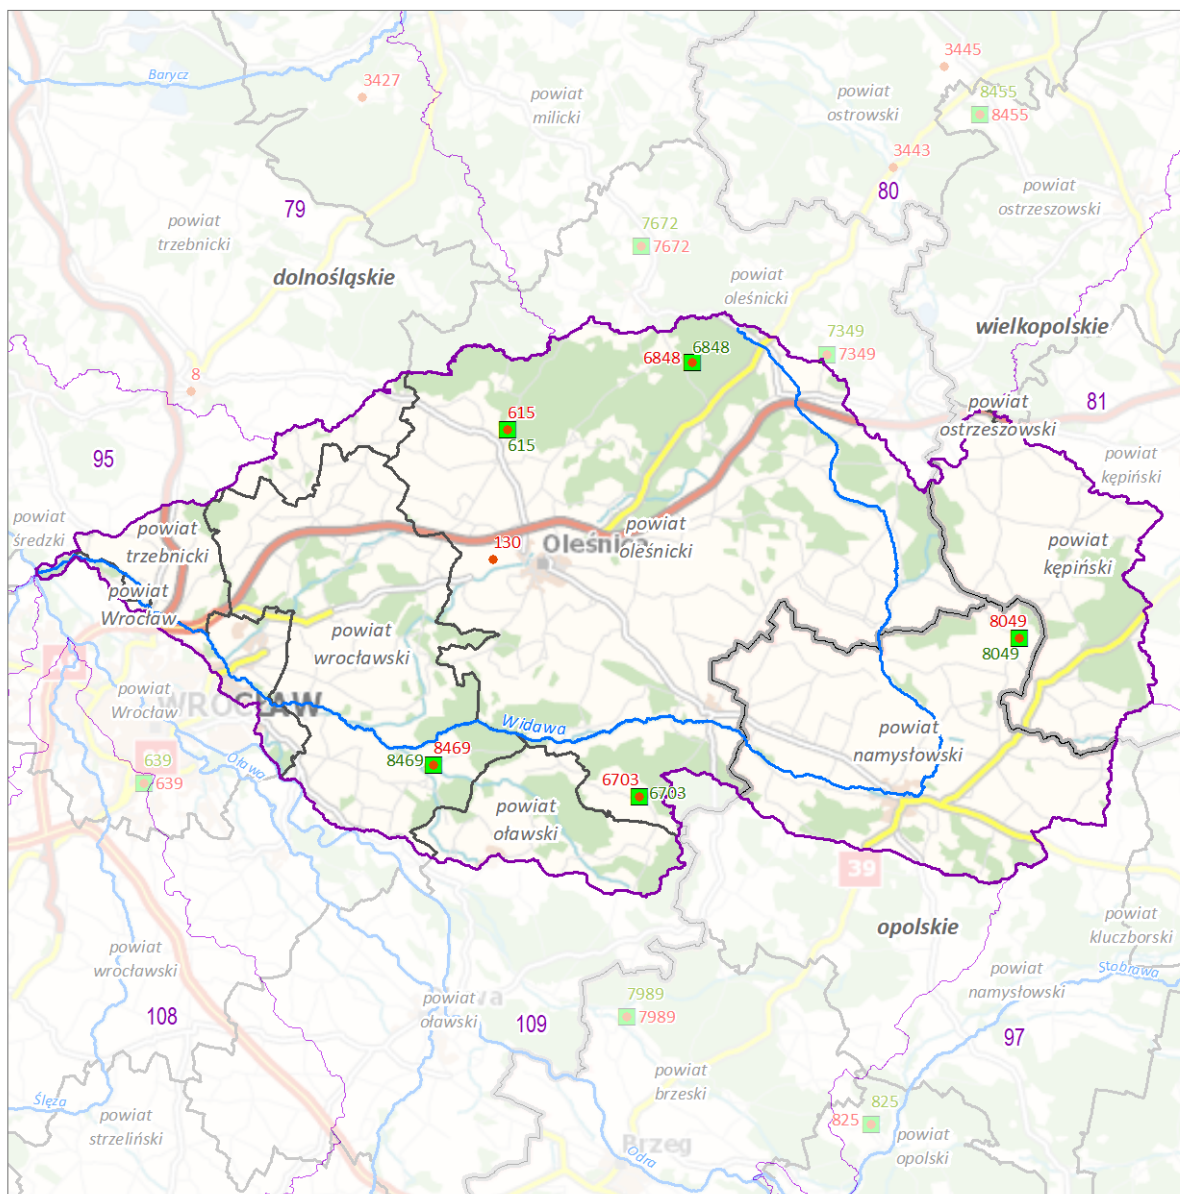 3445
Barycz
3427
powiat
milicki
powiat
ostrowski
8455
8455
3443
79
80
powiat
ostrzeszowski
powiat
trzebnicki
7672
7672
dolnośląskie
powiat
oleśnicki
wielkopolskie
7349
7349
6848
6848
8
615
615
powiat
ostrzeszowski
81
95
powiat
kępiński
powiat
średzki
powiat
trzebnicki
130
Oleśnica
powiat
oleśnicki
powiat
kępiński
powiat
Wrocław
8049
8049
powiat
wrocławski
powiat
Wrocław
WROCŁAW
Widawa
powiat
namysłowski
639
639
Oława
8469
8469
6703
6703
powiat
oławski
39
opolskie
powiat
kluczborski
powiat
wrocławski
Stobrawa
powiat
namysłowski
108
powiat
oławski
wa
109
7989
7989
97
powiat
brzeski
Ślęza
powiat
strzeliński
825
825
powiat
opolski
Brzeg
Odra